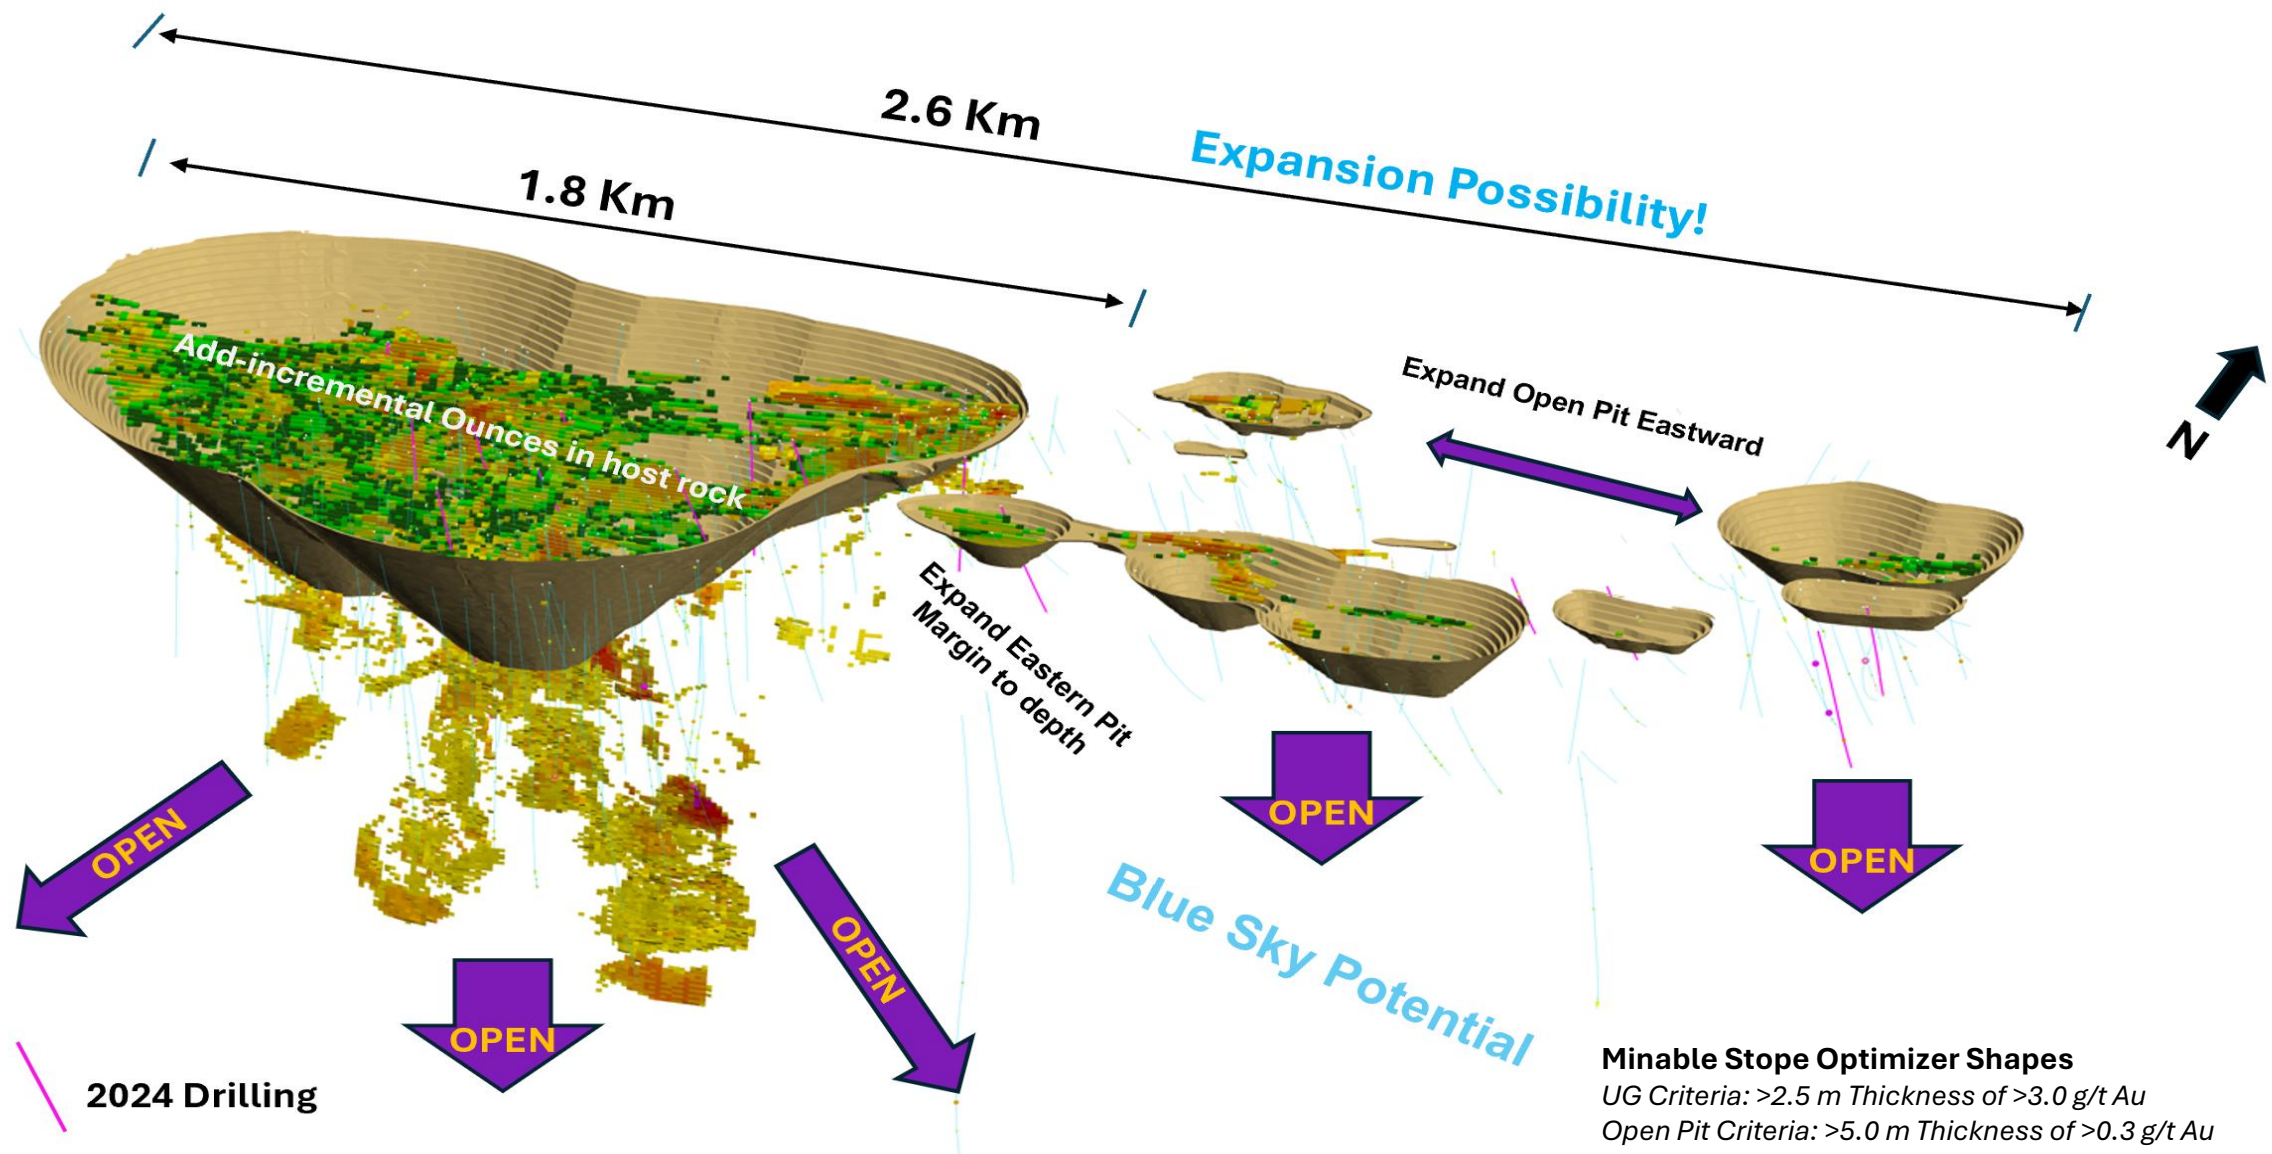 2.6 Km
Expansion Possibility!
1.8 Km
Add-incremental Ounces in host rock
Expand Open Pit Eastward
N
Expand Eastern Pit
Margin to depth
OPEN
OPEN
OPEN
OPEN
OPEN
Blue Sky Potential
2024 Drilling
Minable Stope Optimizer Shapes
UG Criteria: >2.5 m Thickness of >3.0 g/t Au
Open Pit Criteria: >5.0 m Thickness of >0.3 g/t Au